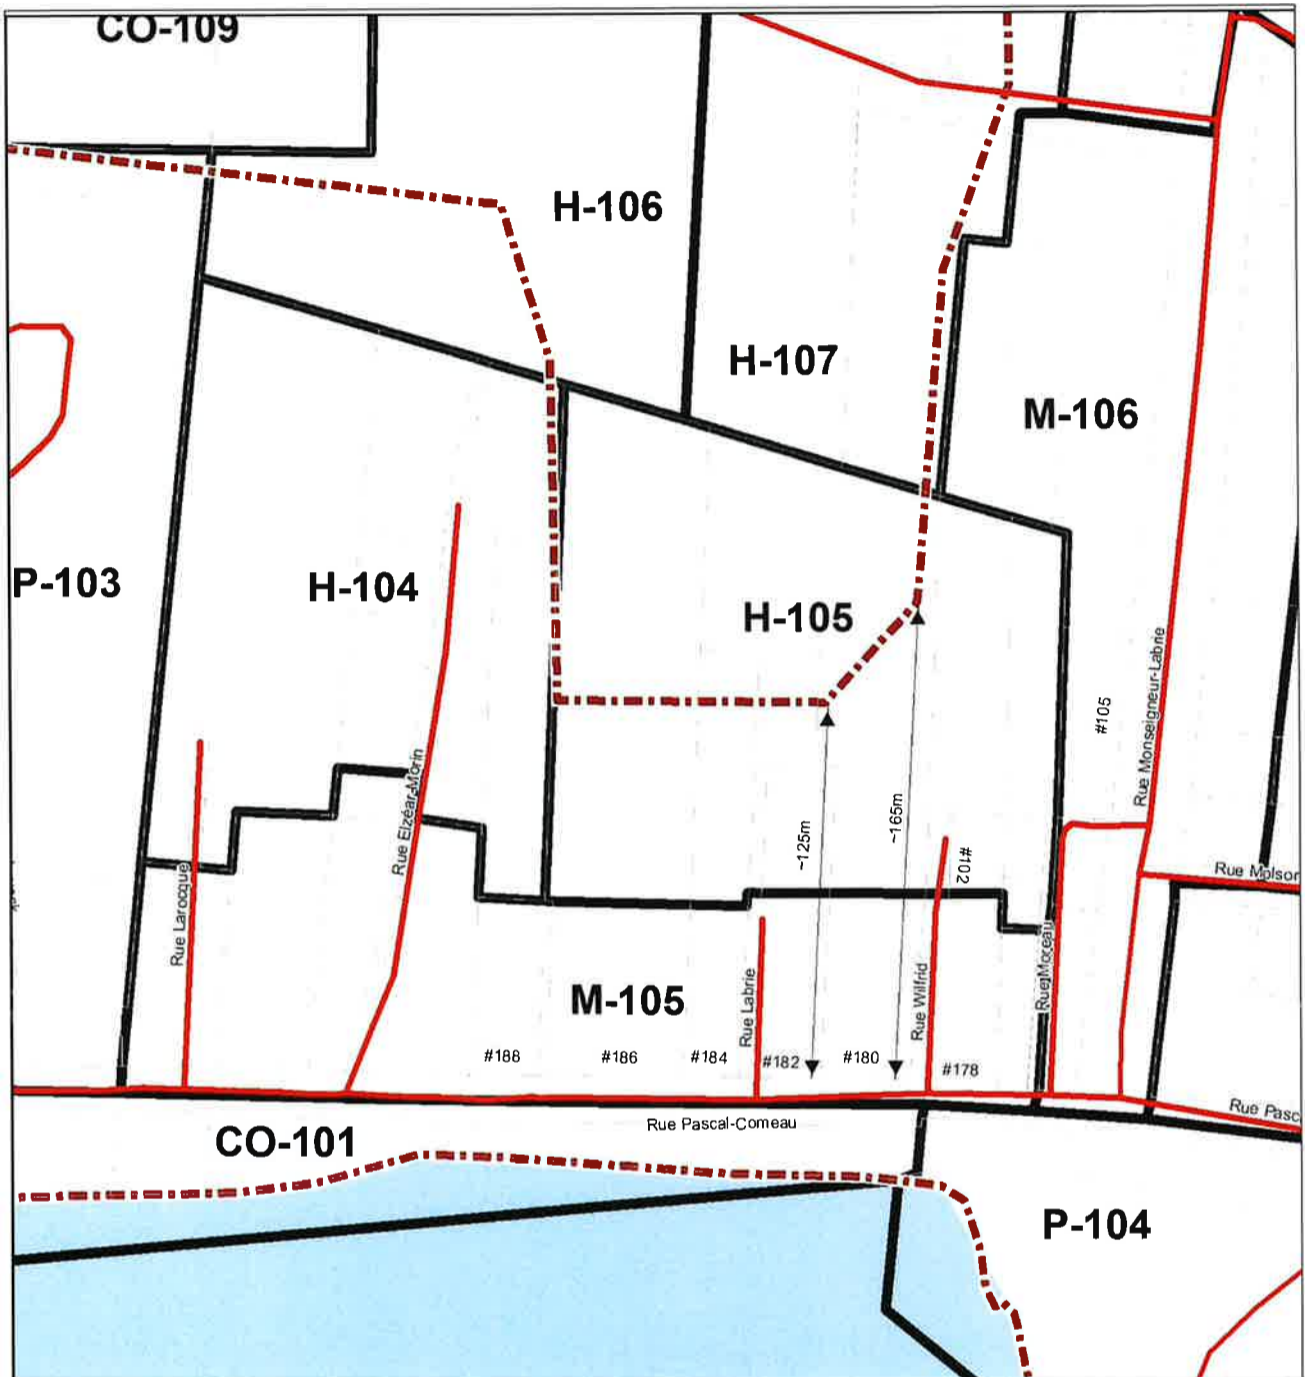 CO-109
H-106
H-107
M-106
P-103
H-104
H-105
#105
Rue Monseigneur-Labrie
Rue Elzéar-Morin
~125m
~165m
#102
Rue Molson
Rue Larocque
M-105
Rue Labrie
Rue Wilfrid
Rue Moreau
#188
#186
#184
#182
#180
#178
Rue Pascal-Comeau
Rue Pasc
CO-101
P-104